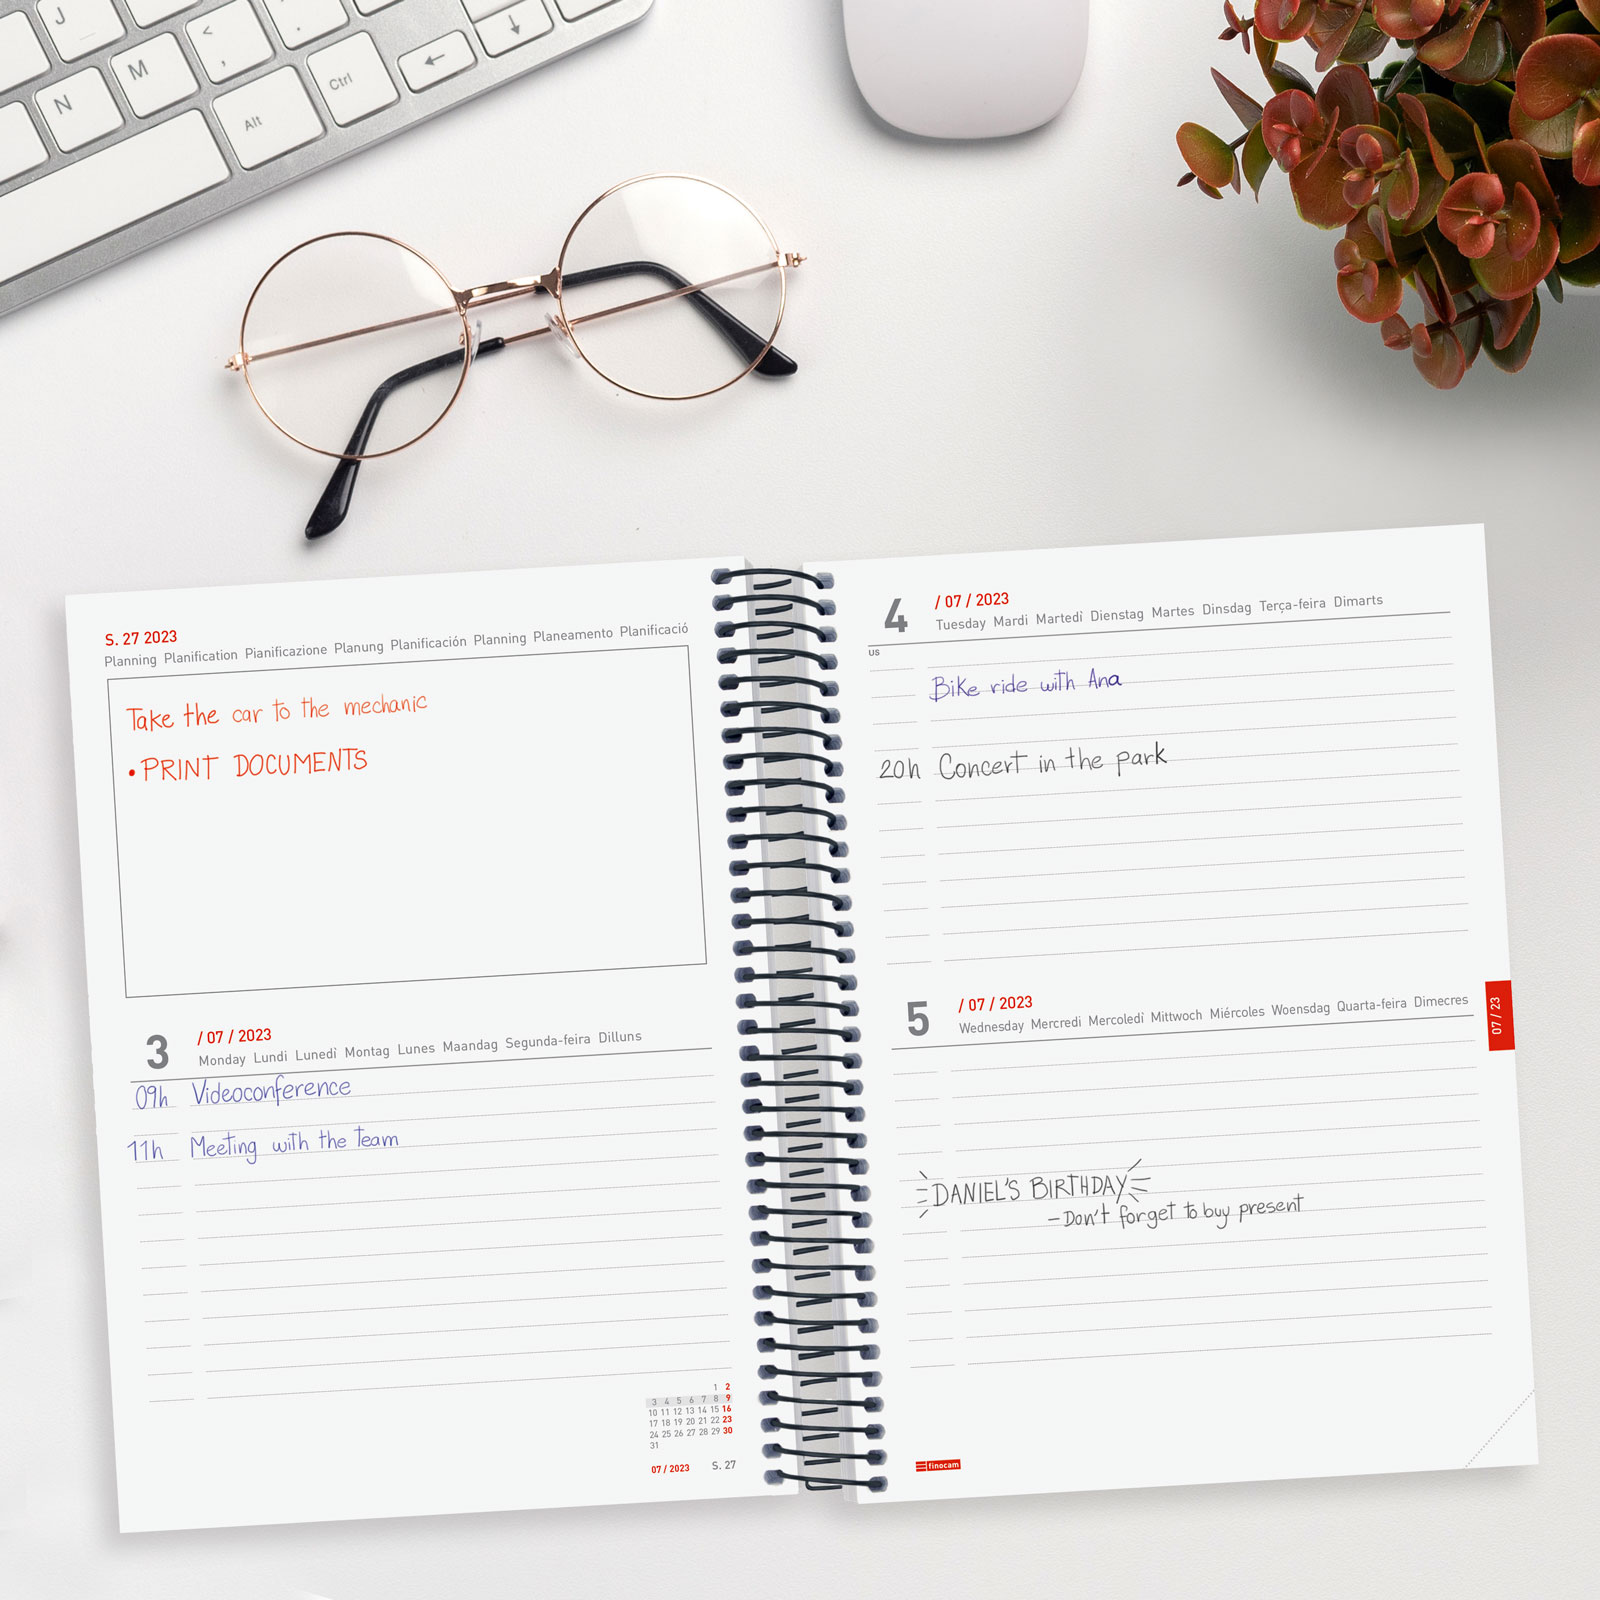 J
<
,
:
.
N
M
Alt
Ctrl
←
↓
S. 27 2023
Planning Planification Pianificazione Planung Planificación Planning Planeamento Planificació
Take the car to the mechanic
• PRINT DOCUMENTS
3 / 07 / 2023
Monday Lundi Lunedì Montag Lunes Maandag Segunda-feira Dilluns
09h Videoconference
11h Meeting with the team
1 2
3 4 5 6 7 8 9
10 11 12 13 14 15 16
17 18 19 20 21 22 23
24 25 26 27 28 29 30
31
07 / 2023 S. 27
4 / 07 / 2023
Tuesday Mardi Martedì Dienstag Martes Dinsdag Terça-feira Dimarts
US
Bike ride with Ana
20h Concert in the park
5 / 07 / 2023
Wednesday Mercredi Mercoledì Mittwoch Miércoles Woensdag Quarta-feira Dimecres
07 / 23
DANIEL'S BIRTHDAY
- Don't forget to buy present
finocam